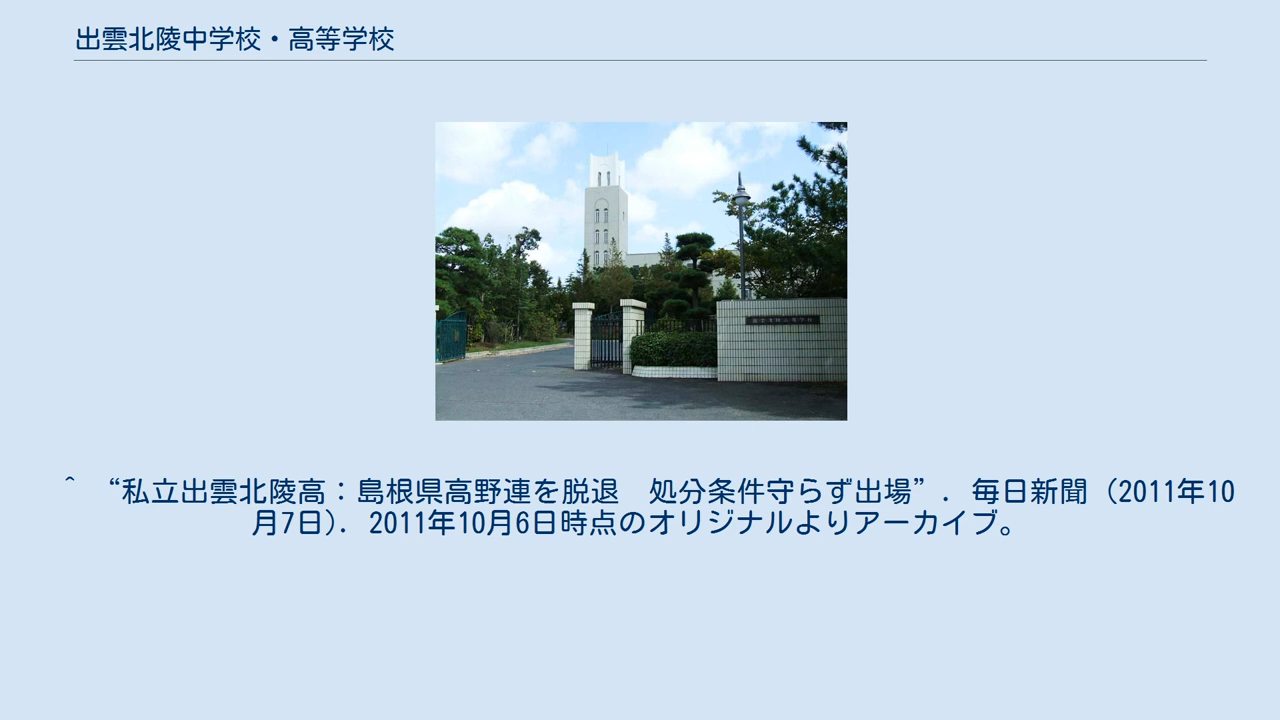 出雲北陵中学校・高等学校
^ “私立出雲北陵高：島根県高野連を脱退　処分条件守らず出場”. 毎日新聞 (2011年10
月7日). 2011年10月6日時点のオリジナルよりアーカイブ。